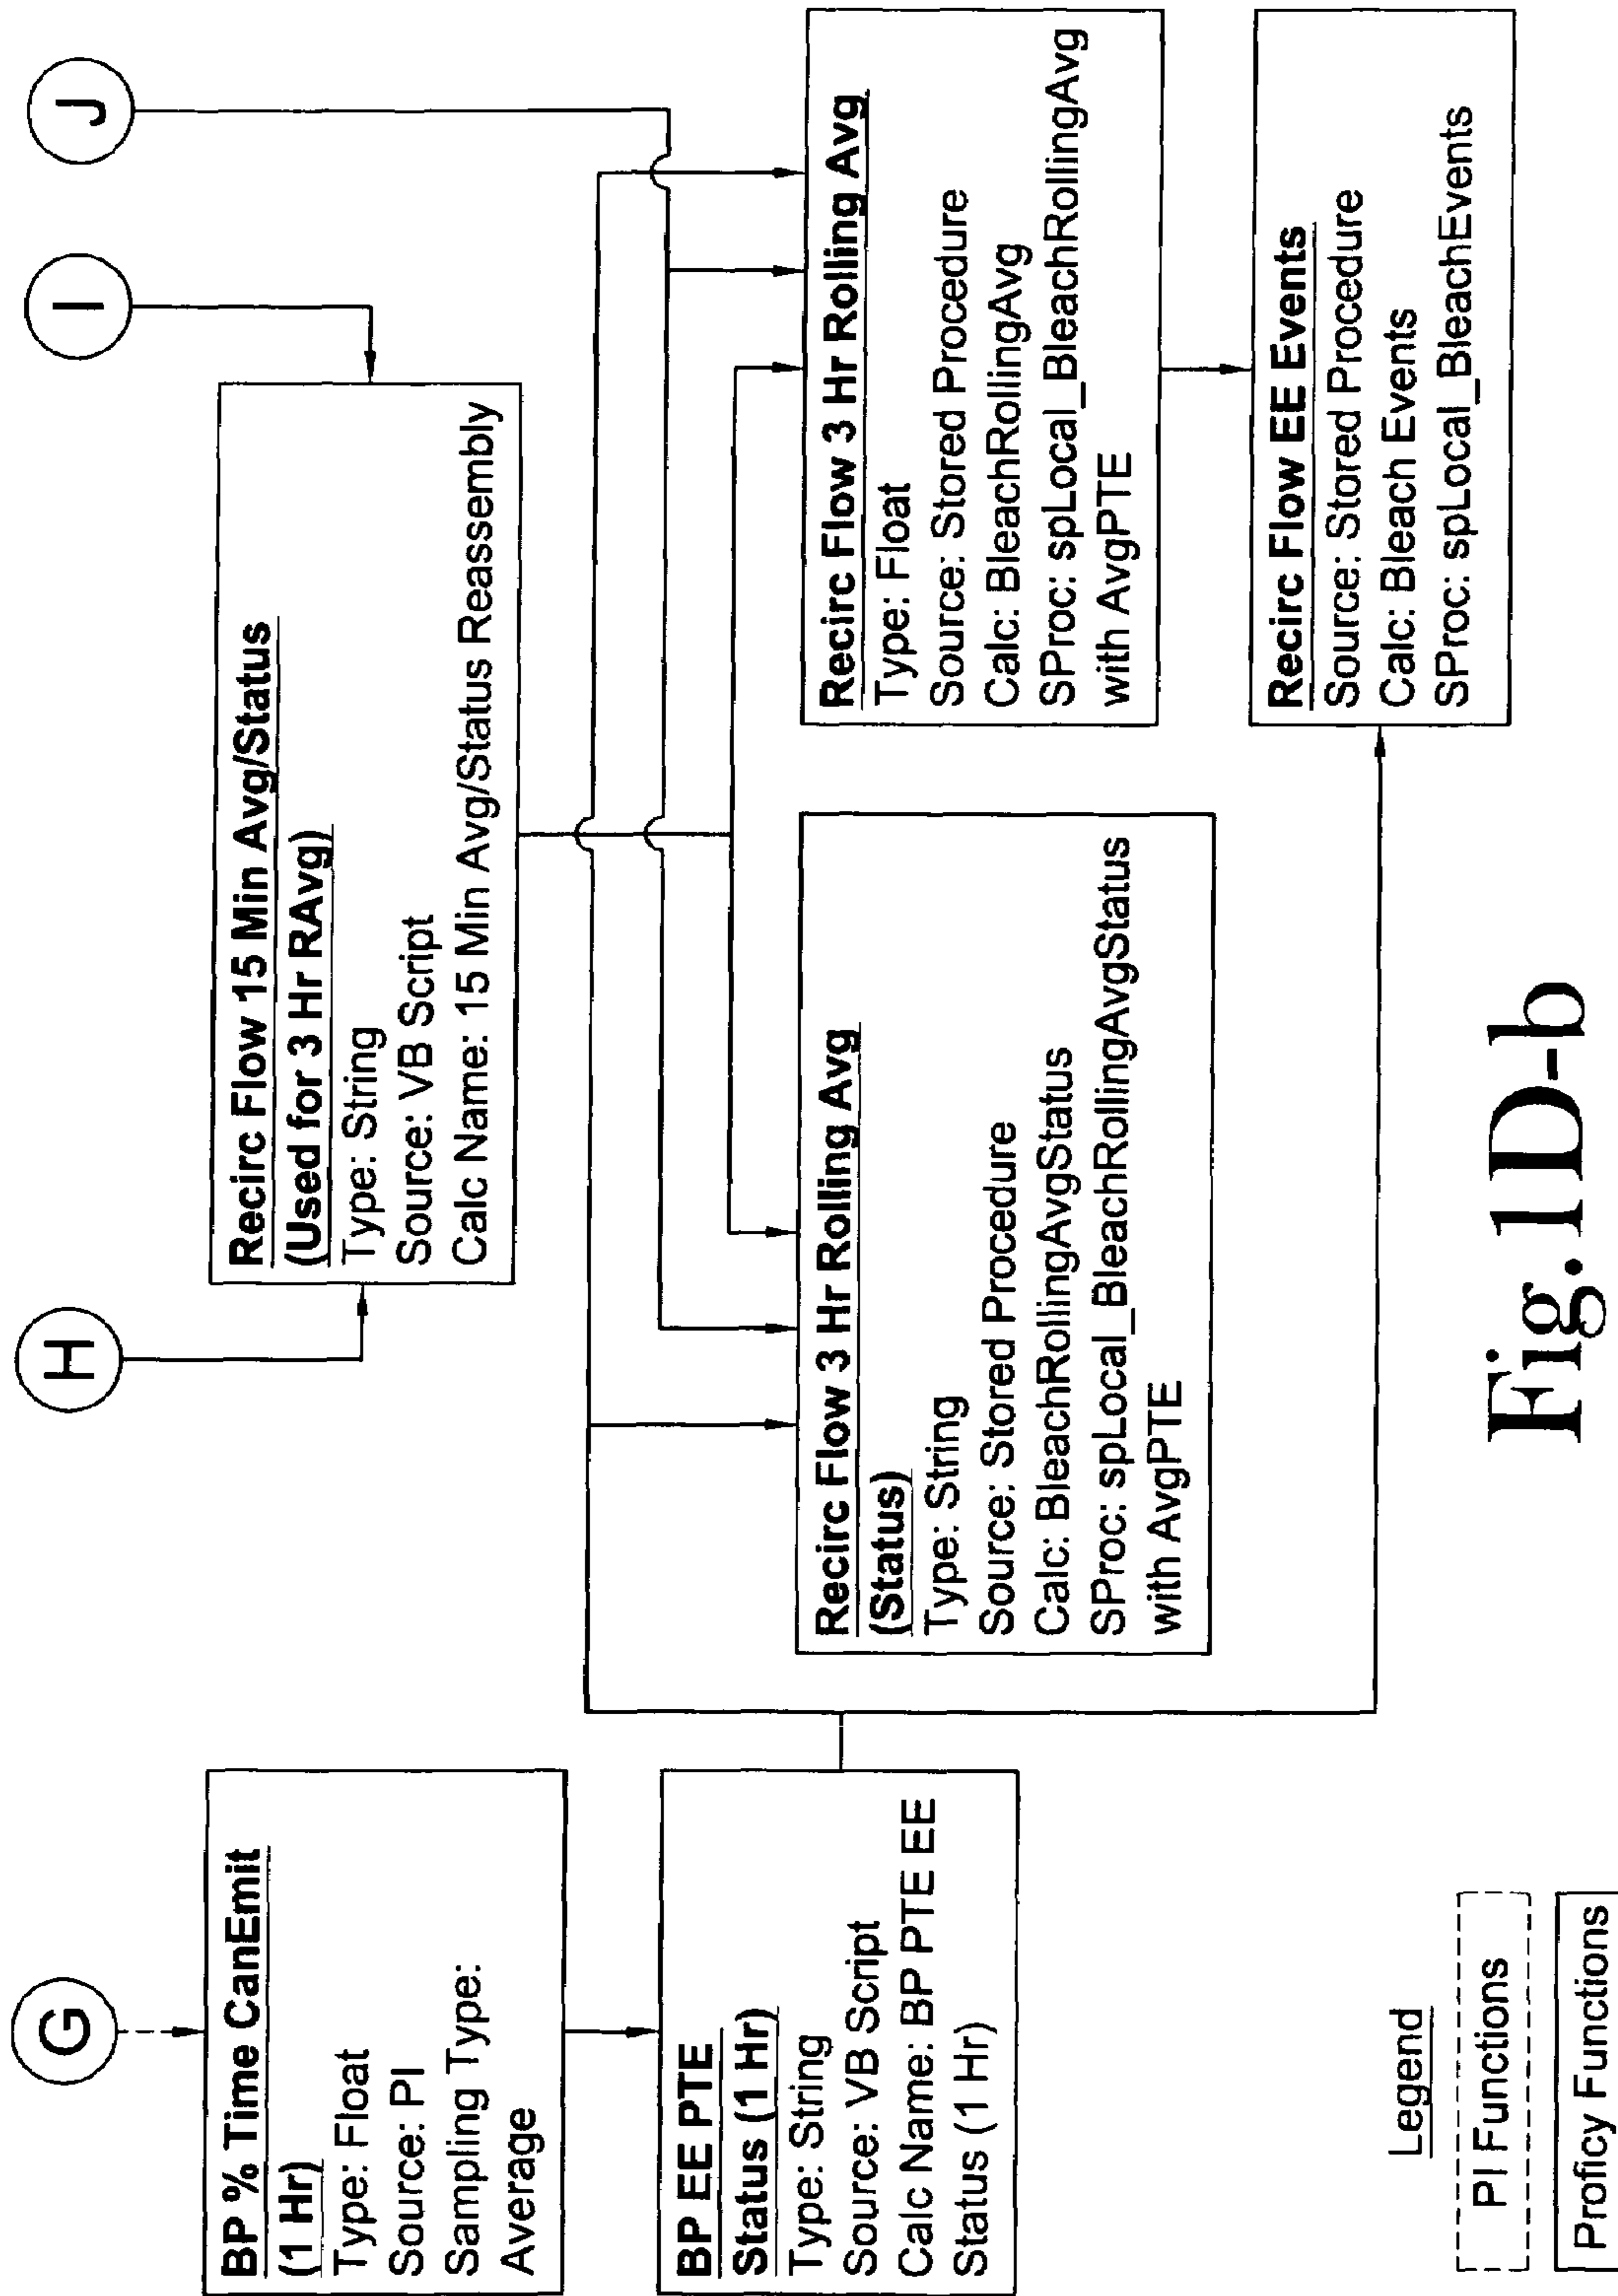 G
H
I
J
BP % Time CanEmit
(1 Hr)
Type: Float
Source: PI
Sampling Type:
Average
BP EE PTE
Status (1 Hr)
Type: String
Source: VB Script
Calc Name: BP PTE EE
Status (1 Hr)
Recirc Flow 15 Min Avg/Status
(Used for 3 Hr RAvg)
Type: String
Source: VB Script
Calc Name: 15 Min Avg/Status Reassembly
Recirc Flow 3 Hr Rolling Avg
(Status)
Type: String
Source: Stored Procedure
Calc: BleachRollingAvgStatus
SProc: spLocal_BleachRollingAvgStatus
with AvgPTE
Recirc Flow 3 Hr Rolling Avg
Type: Float
Source: Stored Procedure
Calc: BleachRollingAvg
SProc: spLocal_BleachRollingAvg
with AvgPTE
Recirc Flow EE Events
Source: Stored Procedure
Calc: Bleach Events
SProc: spLocal_BleachEvents
Legend
PI Functions
Proficy Functions
Fig.1D-b